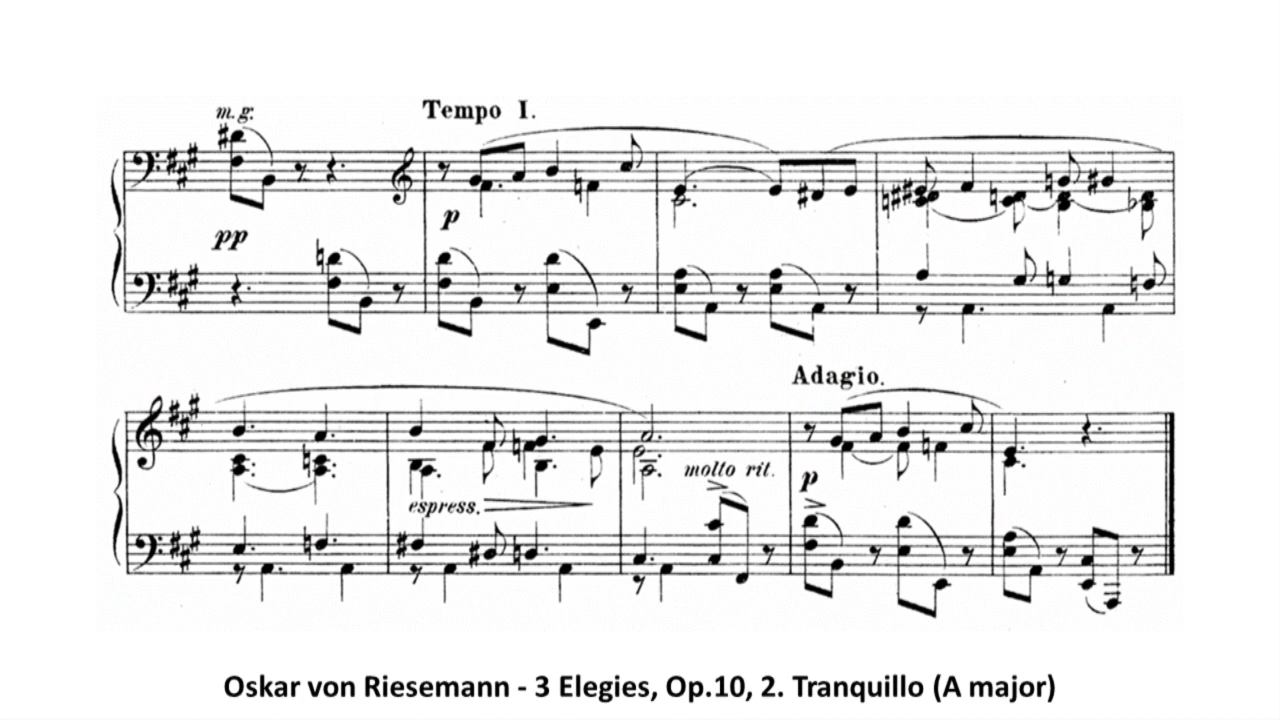 m. g.
Tempo I.
p
pp
Adagio.
molto rit.
p
espress.
Oskar von Riesemann - 3 Elegies, Op.10, 2. Tranquillo (A major)